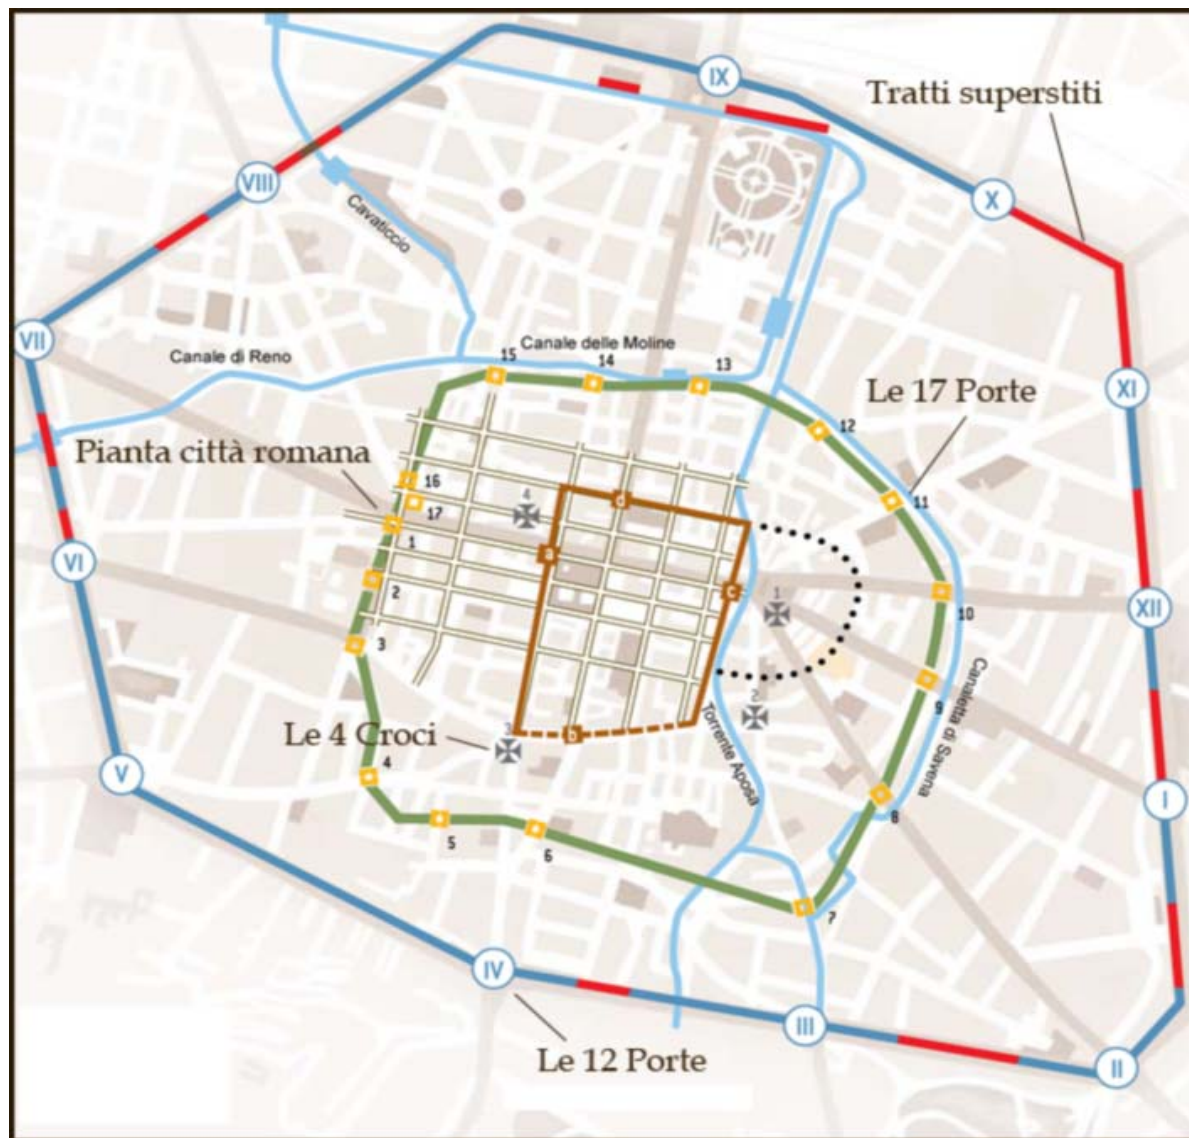 IX
Tratti superstiti
VIII
X
Cavaticcio
VII
Canale di Reno
Canale delle Moline
15
14
13
XI
Le 17 Porte
12
Pianta città romana
16
17
4
d
11
1
a
VI
2
c
1
10
XII
3
9
Canaletta di Savena
2
Torrente Aposa
Le 4 Croci
3
b
4
V
8
I
5
6
7
IV
III
Le 12 Porte
II